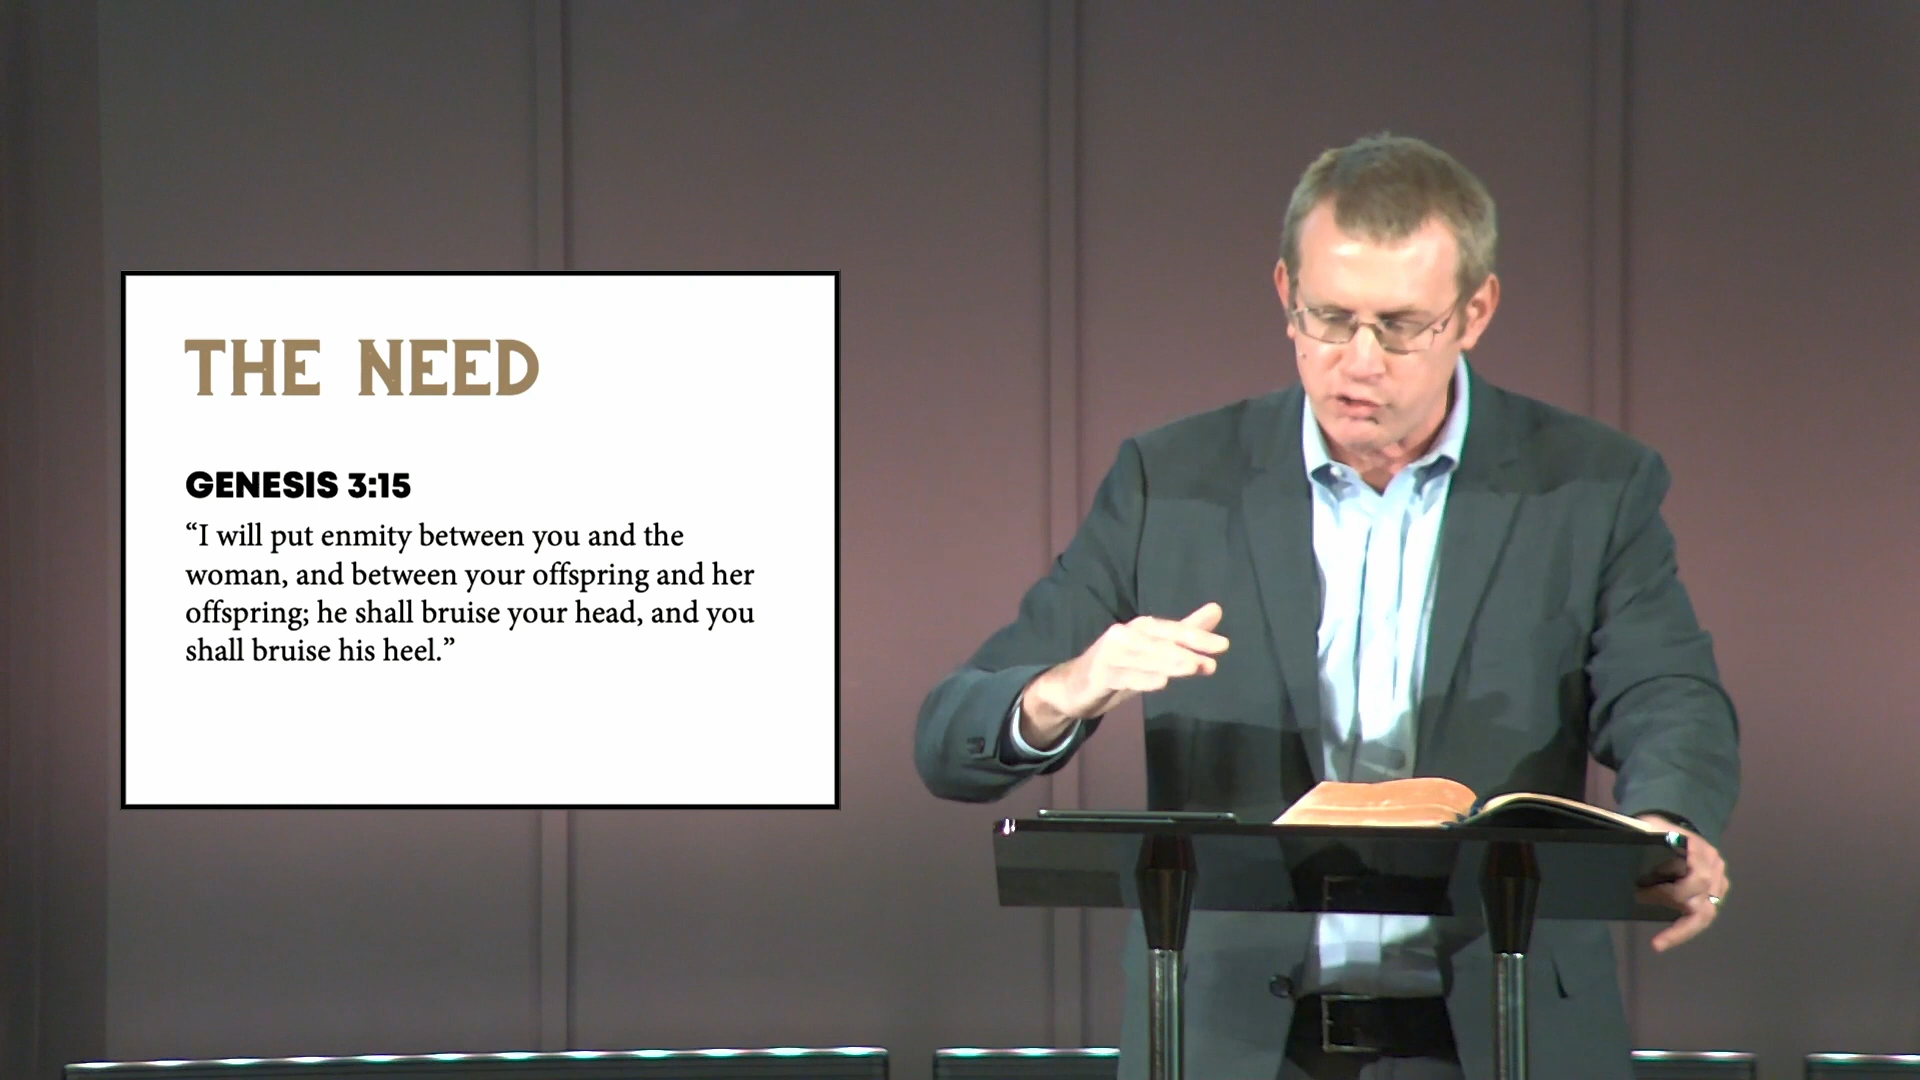 THE NEED
GENESIS 3:15
“I will put enmity between you and the
woman, and between your offspring and her
offspring; he shall bruise your head, and you
shall bruise his heel.”